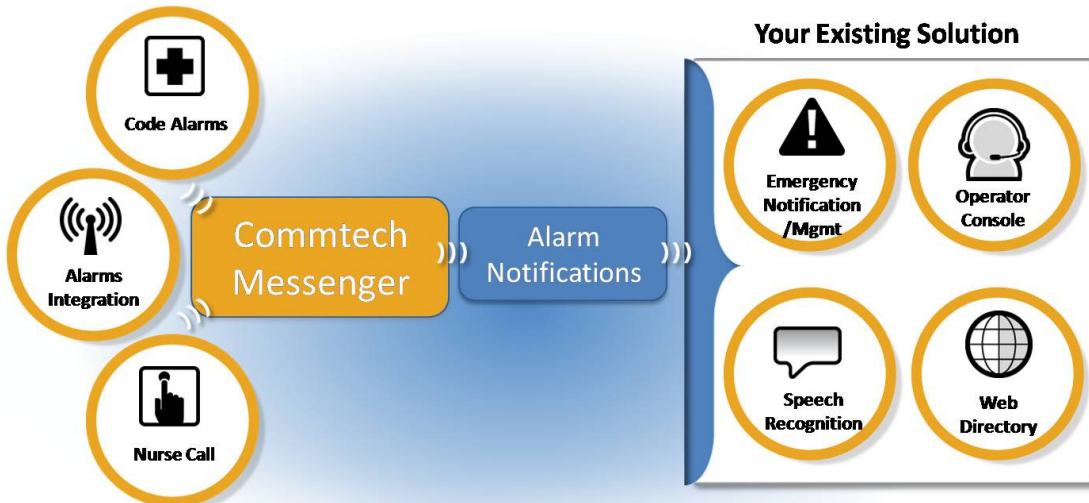 Your Existing Solution
Code Alarms
Alarms
Integration
Nurse Call
Commtech
Messenger
Alarm
Notifications
Emergency
Notification
/Mgmt
Operator
Console
Speech
Recognition
Web
Directory